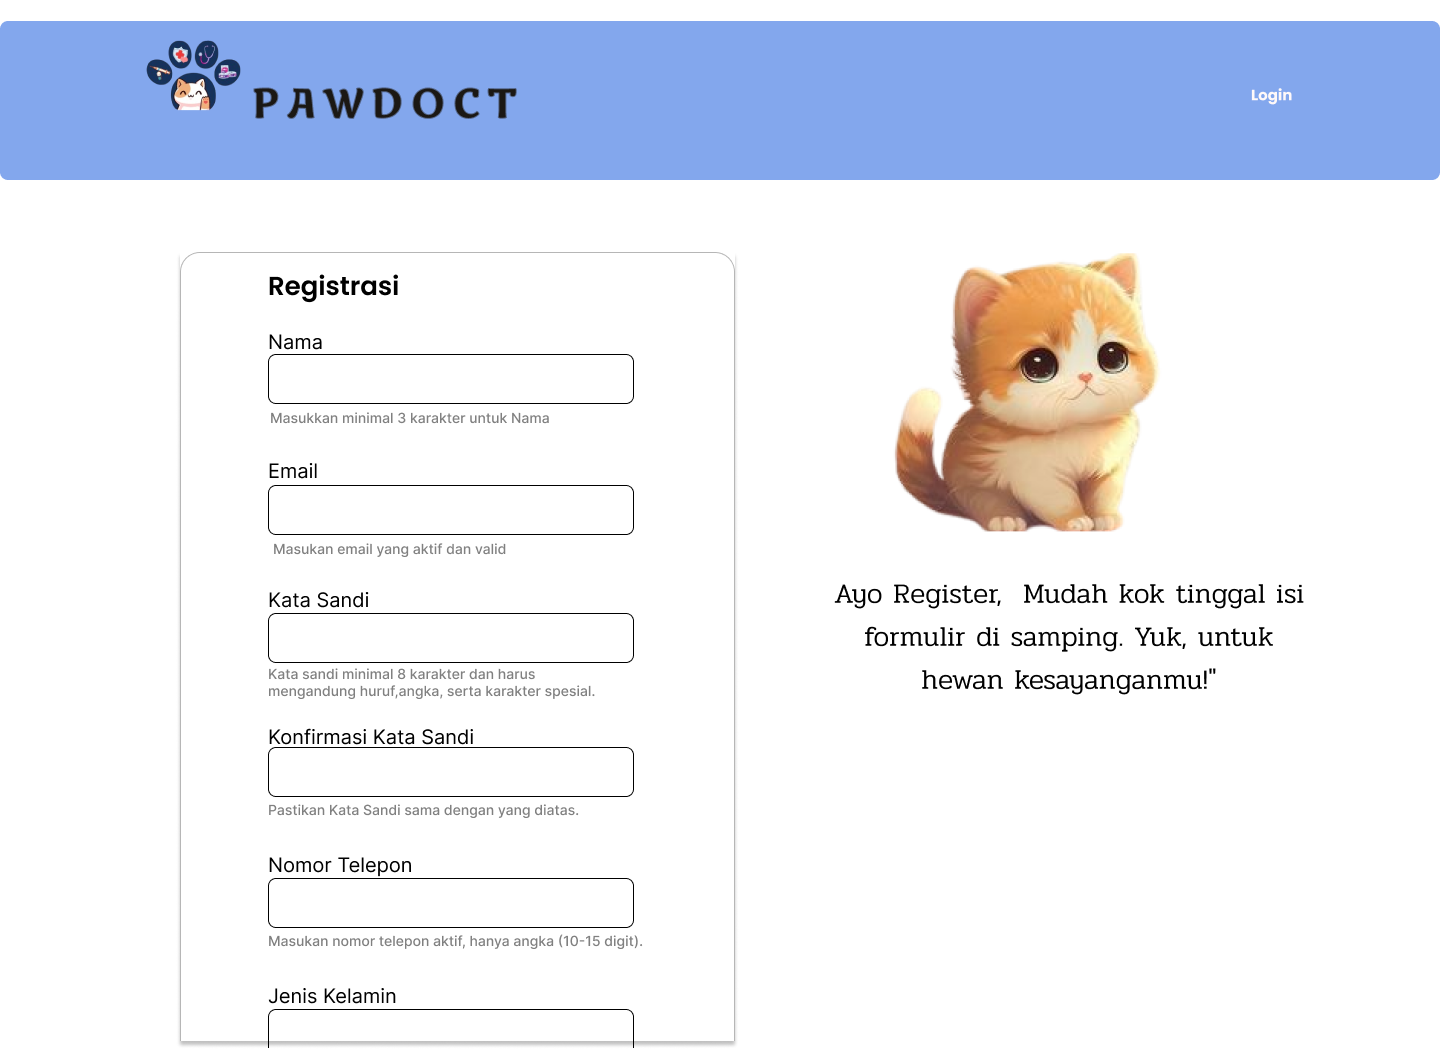 PAWDOCT
Login
Registrasi
Nama
Masukkan minimal 3 karakter untuk Nama
Email
Masukan email yang aktif dan valid
Kata Sandi
Kata sandi minimal 8 karakter dan harus
mengandung huruf,angka, serta karakter spesial.
Konfirmasi Kata Sandi
Pastikan Kata Sandi sama dengan yang diatas.
Nomor Telepon
Masukan nomor telepon aktif, hanya angka (10-15 digit).
Jenis Kelamin
Ayo Register,  Mudah kok tinggal isi
formulir di samping. Yuk, untuk
hewan kesayanganmu!"